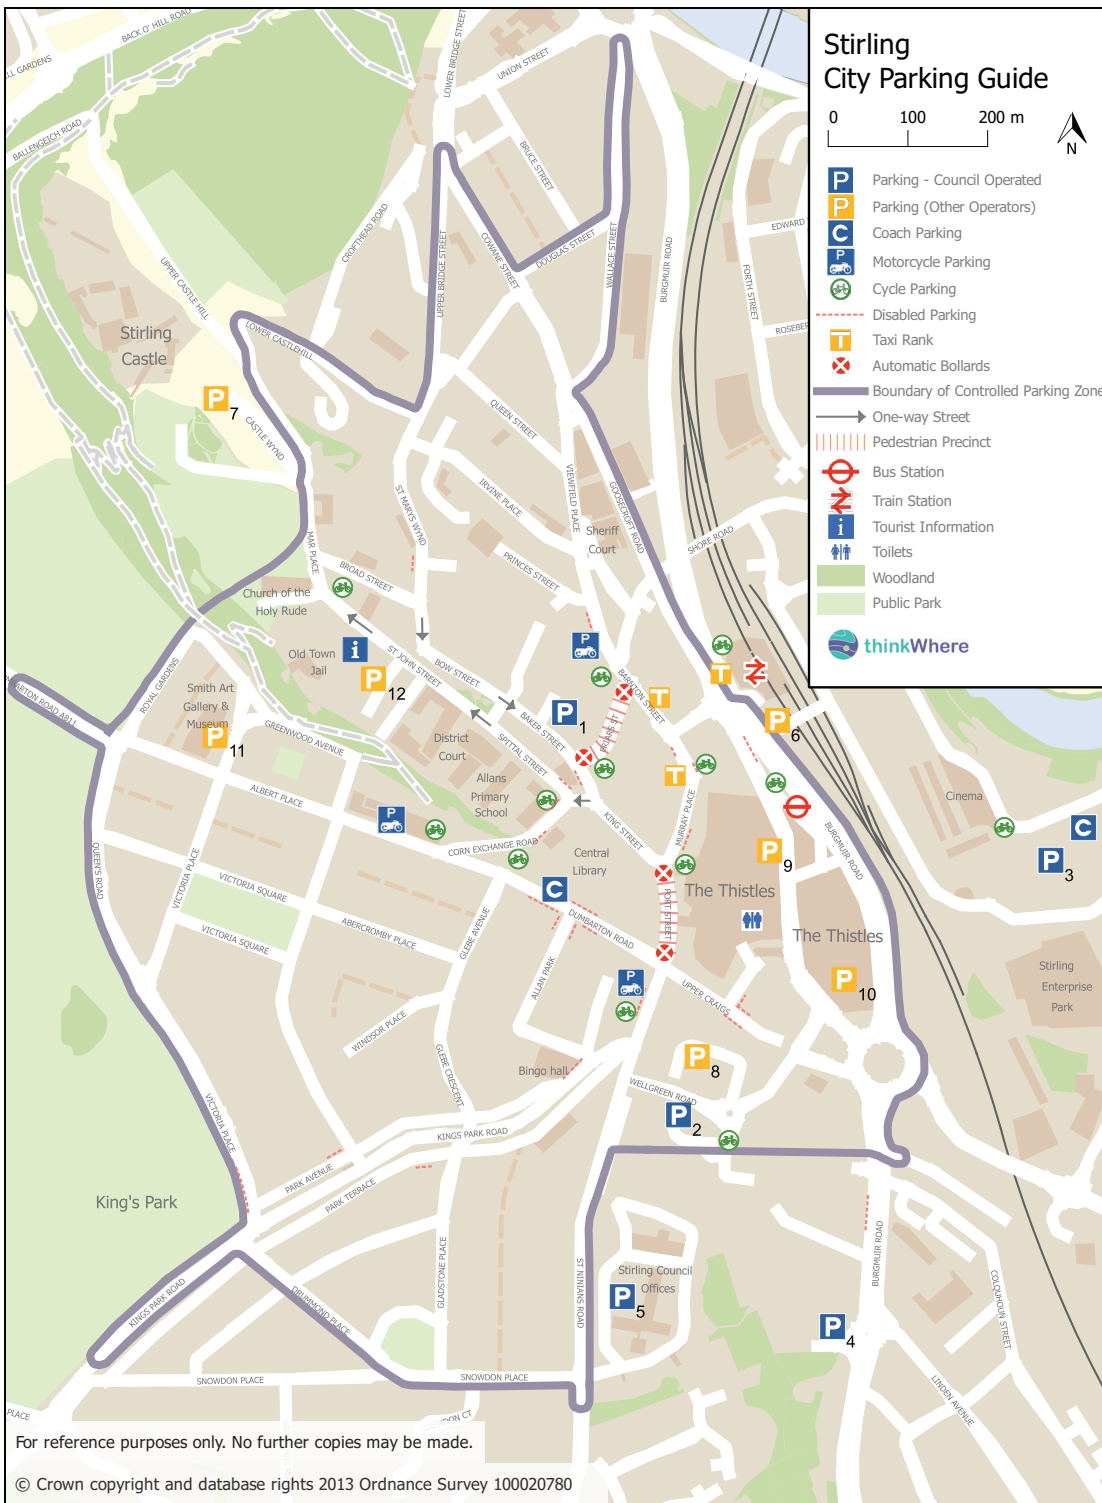 Stirling
City Parking Guide
0 100 200 m
N
Parking - Council Operated
Parking (Other Operators)
Coach Parking
Motorcycle Parking
Cycle Parking
Disabled Parking
Taxi Rank
Automatic Bollards
Boundary of Controlled Parking Zone
One-way Street
Pedestrian Precinct
Bus Station
Train Station
Tourist Information
Toilets
Woodland
Public Park
thinkWhere
BACK O' HILL ROAD
GARDENS
BALLENGEICH ROAD
LOWER BRIDGE STREET
UNION STREET
BRUCE STREET
CROFTHEAD ROAD
UPPER CASTLE HILL
UPPER BRIDGE STREET
COWANE STREET
DOUGLAS STREET
WALLACE STREET
BURGMUIR ROAD
FORTH STREET
EDWARD
ROSEBER
LOWER CASTLEHILL
Stirling
Castle
P 7
CASTLE WYND
QUEEN STREET
ST MARYS WYND
IRVINE PLACE
VIEWFIELD PLACE
GOOSECROFT ROAD
Sheriff
Court
SHORE ROAD
MAR PLACE
BROAD STREET
PRINCES STREET
Church of the
Holy Rude
Old Town
Jail
i
P 12
ST JOHN STREET
BOW STREET
BAKER STREET
SPITTAL STREET
P
P 1
FRIARS ST
BARNTON STREET
T
T
T
P 6
ROYAL GARDENS
Smith Art
Gallery &
Museum
P 11
GREENWOOD AVENUE
District
Court
Allans
Primary
School
ALBERT PLACE
P
CORN EXCHANGE ROAD
KING STREET
MURRAY PLACE
Central
Library
P 9
BURGMUIR ROAD
Cinema
C
P 3
QUEEN'S ROAD
VICTORIA PLACE
VICTORIA SQUARE
VICTORIA SQUARE
ABERCROMBY PLACE
GLEBE AVENUE
C
DUMBARTON ROAD
PORT STREET
The Thistles
The Thistles
P 10
Stirling
Enterprise
Park
ALLAN PARK
P
UPPER CRAIGS
WINDSOR PLACE
GLEBE CRESCENT
Bingo hall
P 8
WELLGREEN ROAD
P 2
VICTORIA PLACE
KINGS PARK ROAD
PARK AVENUE
PARK TERRACE
King's Park
KINGS PARK ROAD
DRUMMOND PLACE
GLADSTONE PLACE
ST NINIANS ROAD
Stirling Council
Offices
P 5
BURGMUIR ROAD
P 4
COLQUHOUN STREET
LINDEN AVENUE
SNOWDON PLACE
SNOWDON PLACE
PLACE
For reference purposes only. No further copies may be made.
© Crown copyright and database rights 2013 Ordnance Survey 100020780